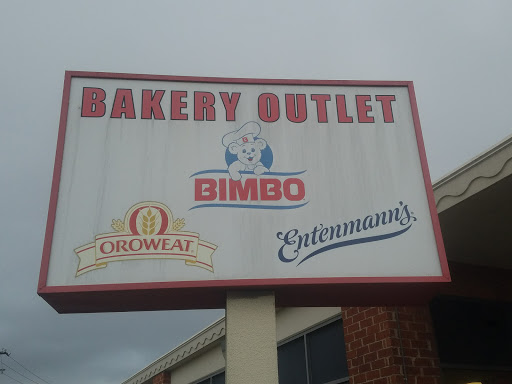 BAKERY OUTLET
BIMBO
OROWEAT
Entenmann's